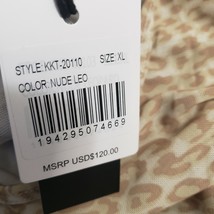 STYLE: KKT-20110 SIZE: XL
COLOR: NUDE LEO
194295074669
MSRP USD$120.00